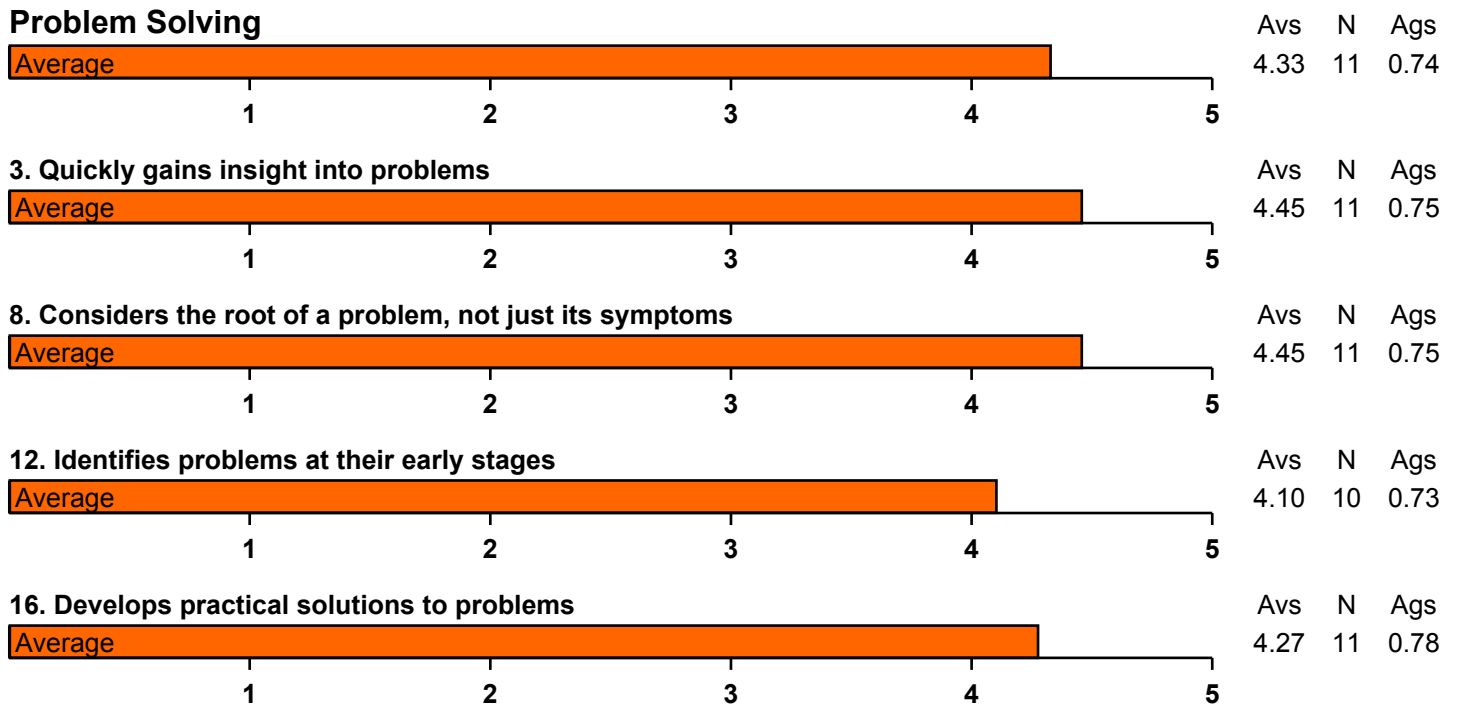 Problem Solving Avs N Ags
Average 4.33 11 0.74
1 2 3 4 5
3. Quickly gains insight into problems Avs N Ags
Average 4.45 11 0.75
1 2 3 4 5
8. Considers the root of a problem, not just its symptoms Avs N Ags
Average 4.45 11 0.75
1 2 3 4 5
12. Identifies problems at their early stages Avs N Ags
Average 4.10 10 0.73
1 2 3 4 5
16. Develops practical solutions to problems Avs N Ags
Average 4.27 11 0.78
1 2 3 4 5